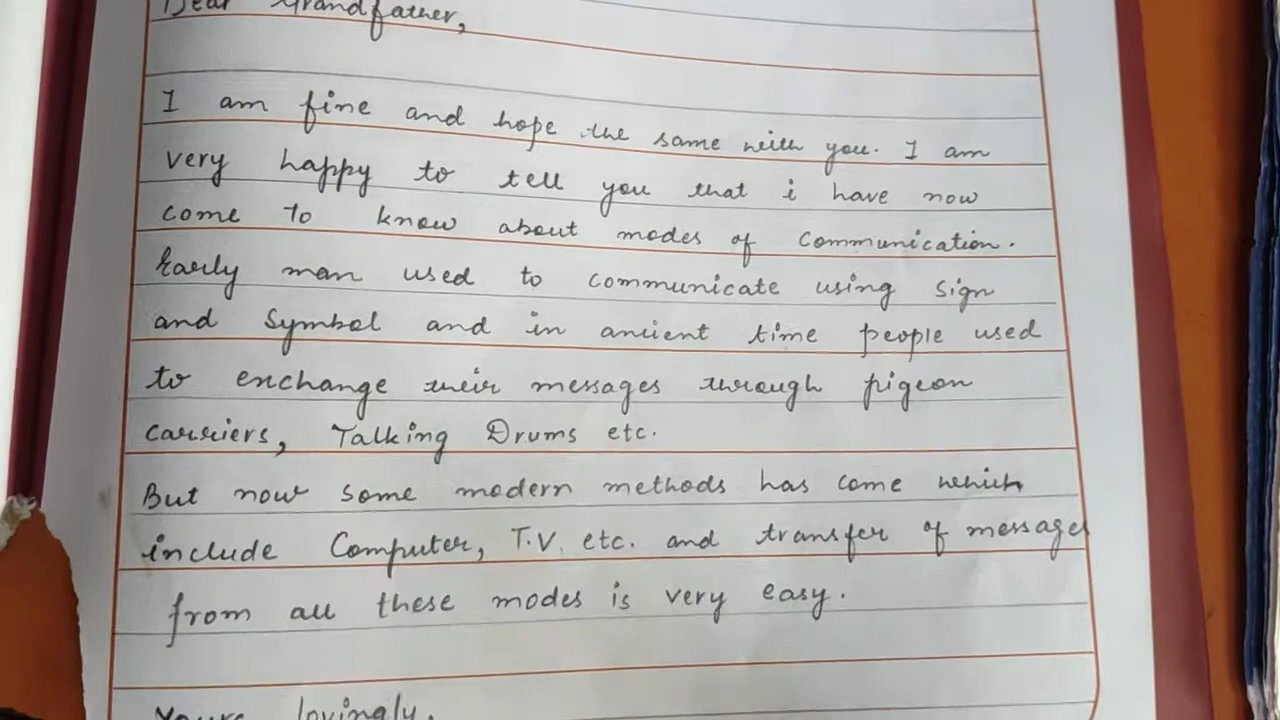 Dear Grandfather,
I am fine and hope the same with you. I am
very happy to tell you that i have now
come to know about modes of Communication.
Early man used to communicate using sign
and Symbol and in ancient time people used
to enchange their messages through pigeon
carriers, Talking Drums etc.
But now some modern methods has come which
include Computer, T.V. etc. and transfer of messages
from all these modes is very easy.
Yours lovingly,